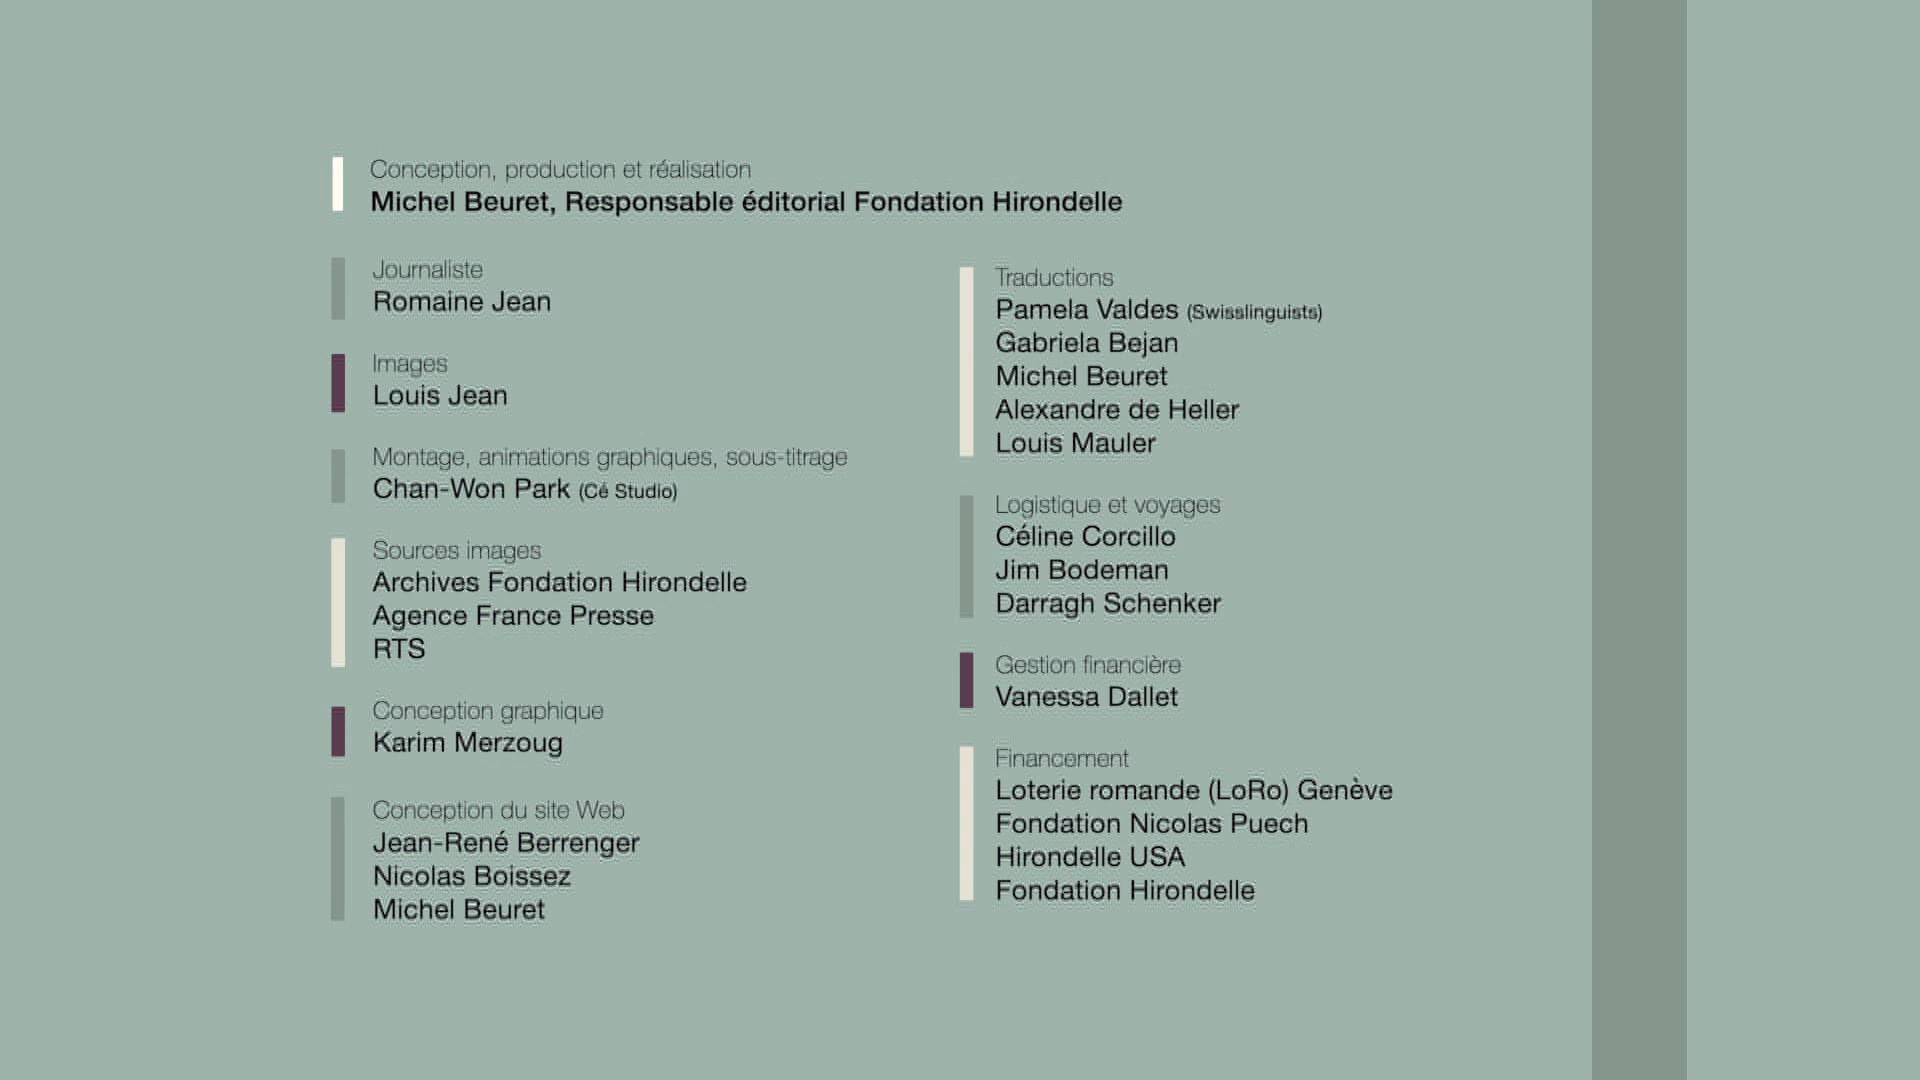 Conception, production et réalisation
Michel Beuret, Responsable éditorial Fondation Hirondelle
Journaliste
Romaine Jean
Images
Louis Jean
Montage, animations graphiques, sous-titrage
Chan-Won Park (Cé Studio)
Sources images
Archives Fondation Hirondelle
Agence France Presse
RTS
Conception graphique
Karim Merzoug
Conception du site Web
Jean-René Berrenger
Nicolas Boissez
Michel Beuret
Traductions
Pamela Valdes (Swisslinguists)
Gabriela Bejan
Michel Beuret
Alexandre de Heller
Louis Mauler
Logistique et voyages
Céline Corcillo
Jim Bodeman
Darragh Schenker
Gestion financière
Vanessa Dallet
Financement
Loterie romande (LoRo) Genève
Fondation Nicolas Puech
Hirondelle USA
Fondation Hirondelle